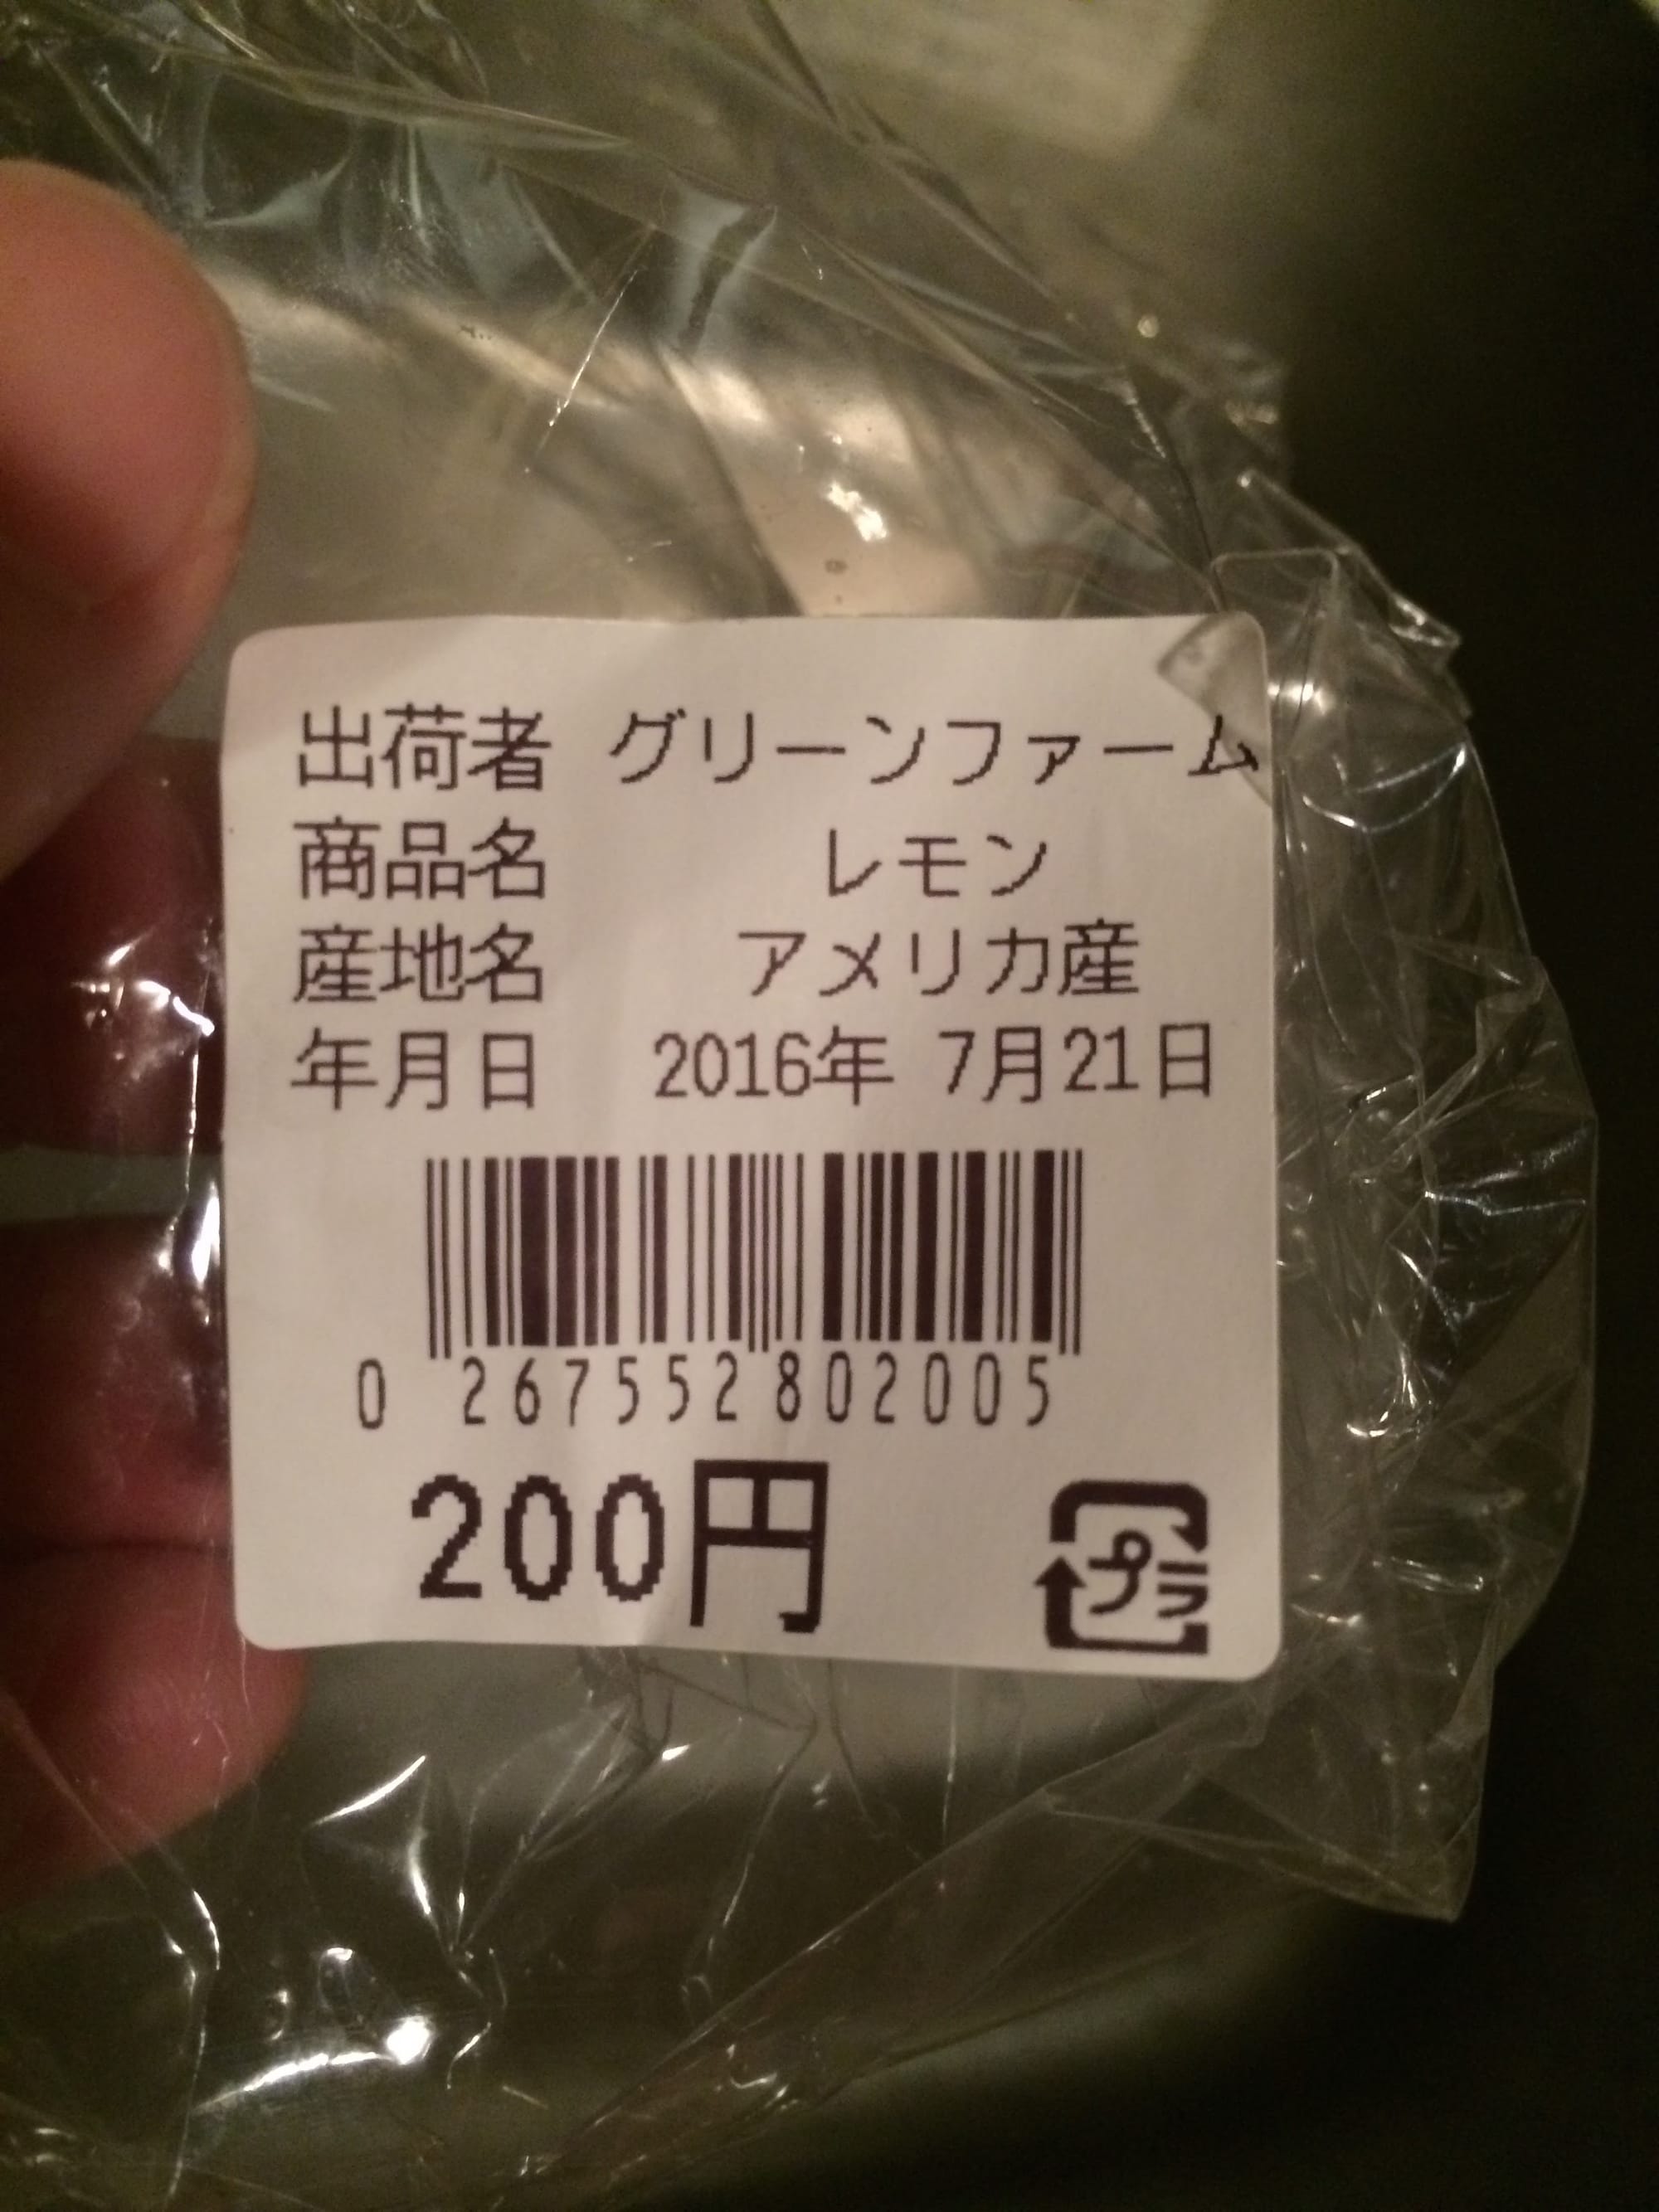 出荷者 グリーンファーム
商品名 レモン
産地名 アメリカ産
年月日 2016年 7月21日
0 267552802005
200円
プラ